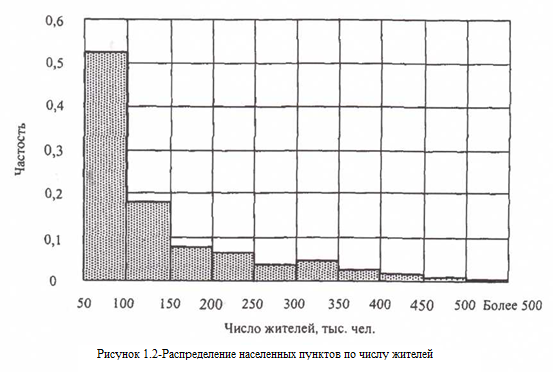 Частость
0,6
0,5
0,4
0,3
0,2
0,1
0
50 100 150 200 250 300 350 400 450 500 Более 500
Число жителей, тыс. чел.
Рисунок 1.2-Распределение населенных пунктов по числу жителей